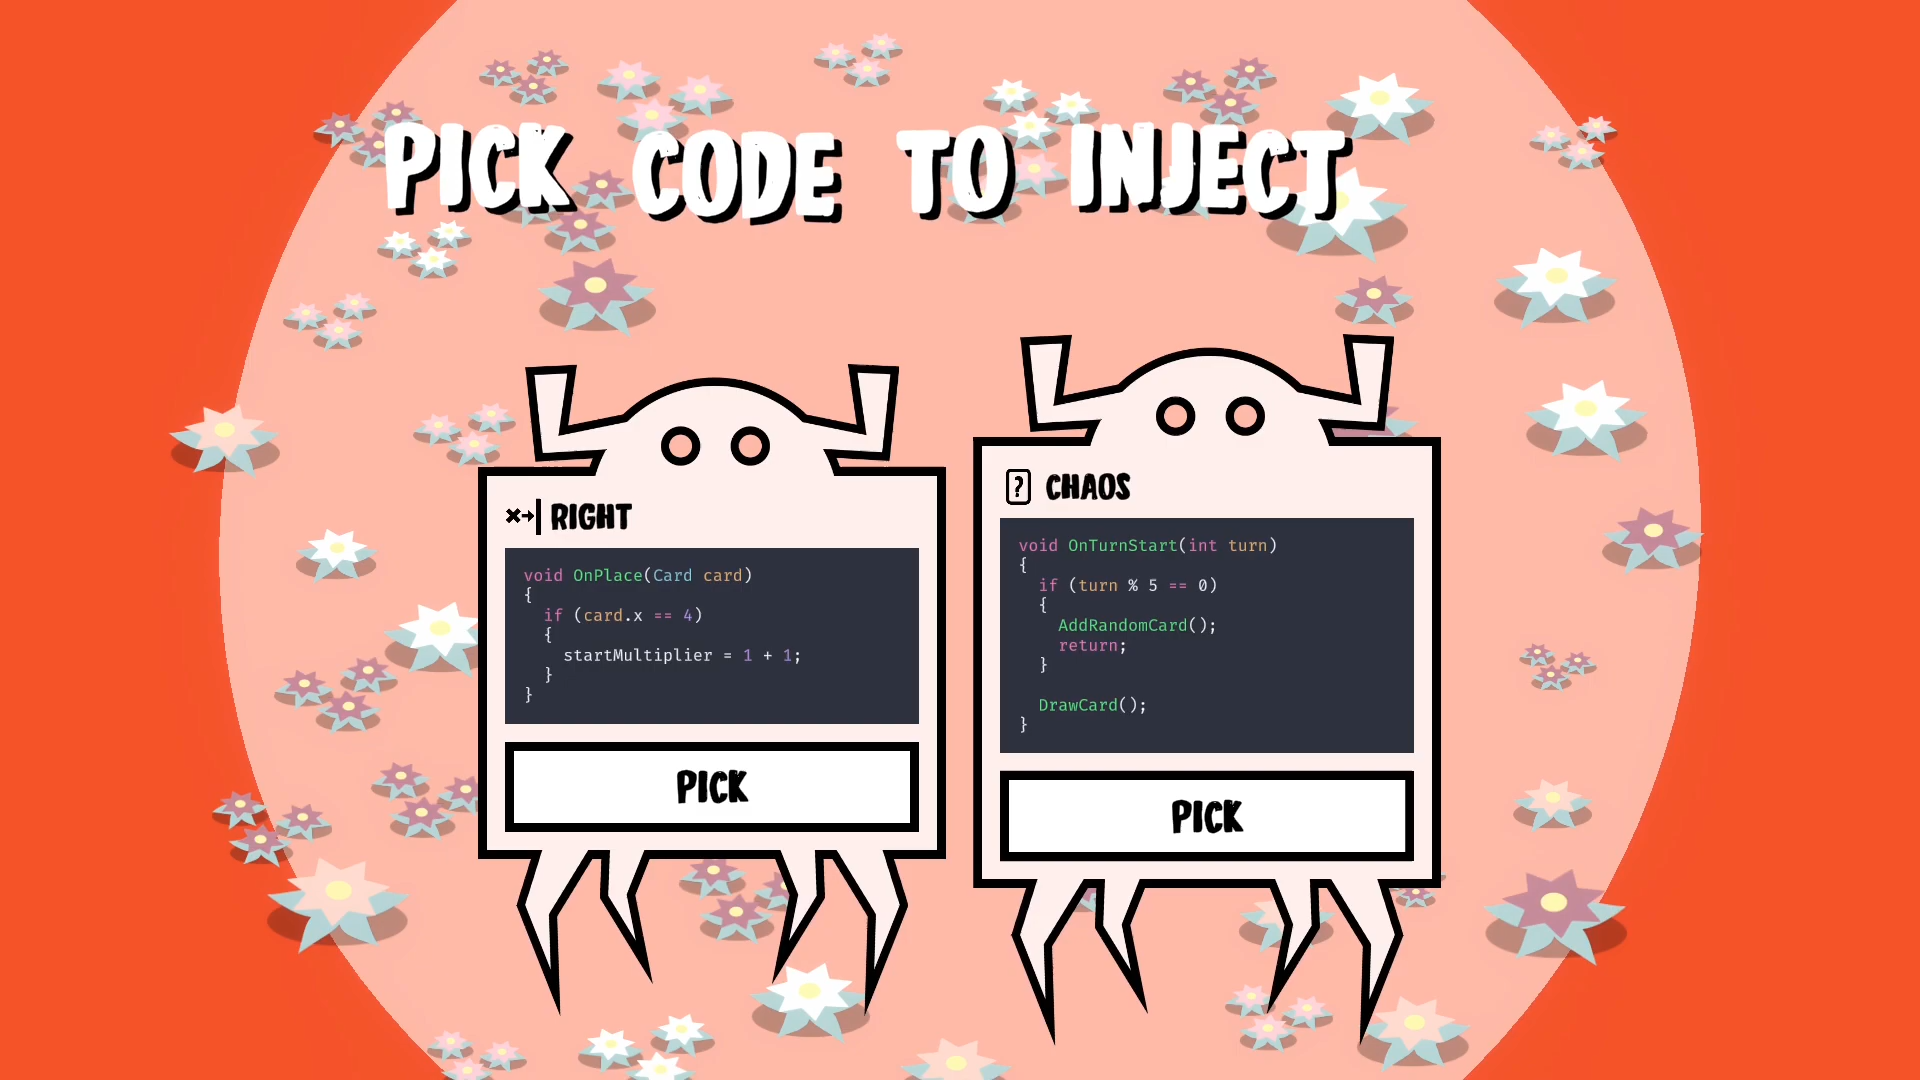 PICK CODE TO INJECT
RIGHT
void OnPlace(Card card)
{
  if (card.x == 4)
  {
    startMultiplier = 1 + 1;
  }
}
PICK
? CHAOS
void OnTurnStart(int turn)
{
  if (turn % 5 == 0)
  {
    AddRandomCard();
    return;
  }

  DrawCard();
}
PICK